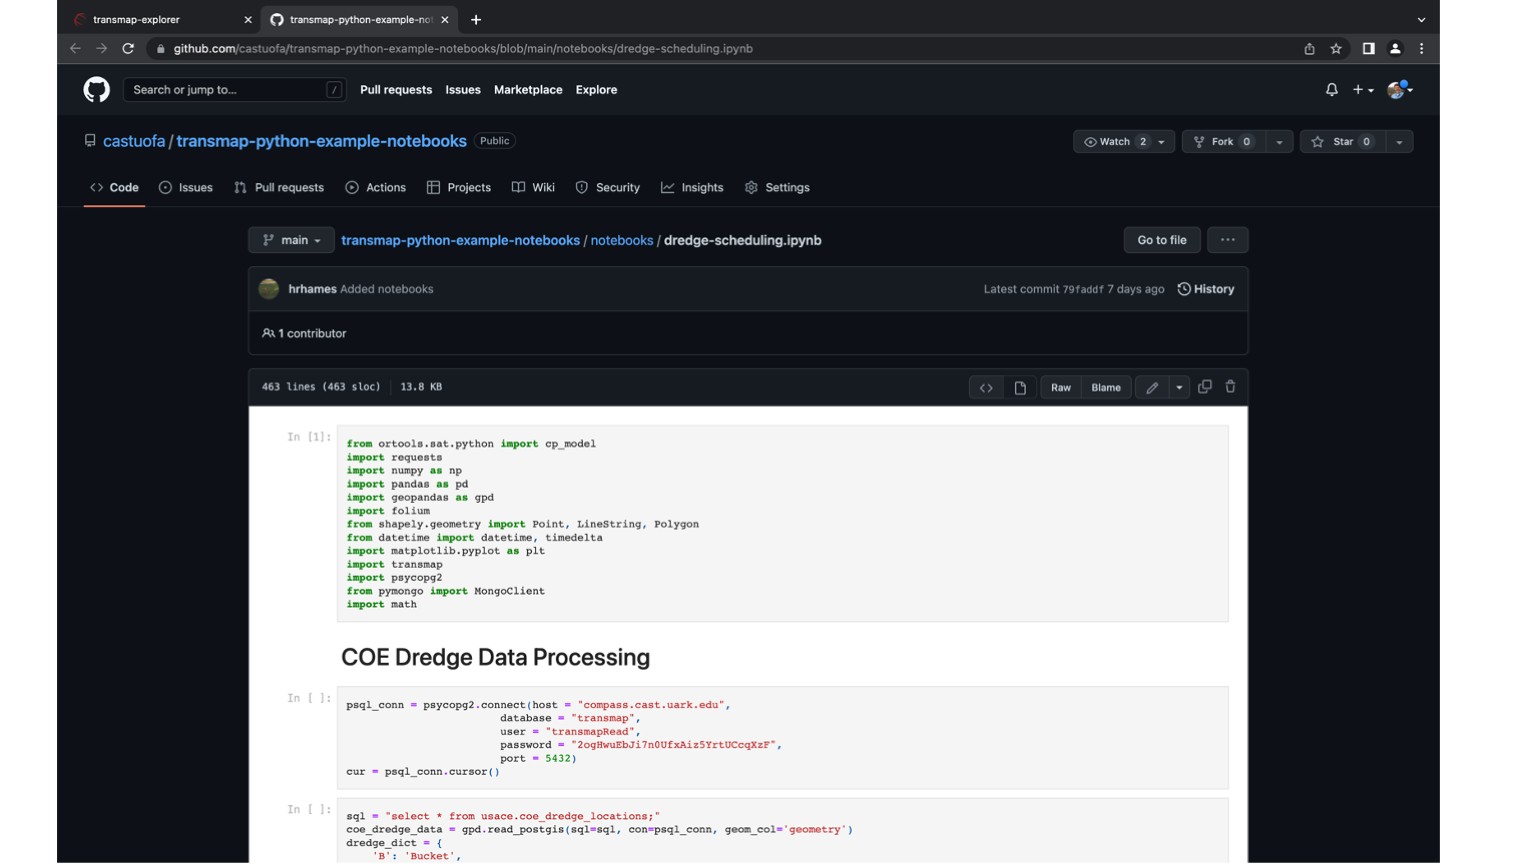 transmap-explorer
transmap-python-example-not
github.com/castuofa/transmap-python-example-notebooks/blob/main/notebooks/dredge-scheduling.ipynb
Search or jump to... /
Pull requests Issues Marketplace Explore
castuofa / transmap-python-example-notebooks Public
Watch 2 Fork 0 Star 0
Code Issues Pull requests Actions Projects Wiki Security Insights Settings
main transmap-python-example-notebooks / notebooks / dredge-scheduling.ipynb Go to file ...
hrhames Added notebooks Latest commit 79faddf 7 days ago History
1 contributor
463 lines (463 sloc) 13.8 KB <> Raw Blame
In [1]:
from ortools.sat.python import cp_model
import requests
import numpy as np
import pandas as pd
import geopandas as gpd
import folium
from shapely.geometry import Point, LineString, Polygon
from datetime import datetime, timedelta
import matplotlib.pyplot as plt
import transmap
import psycopg2
from pymongo import MongoClient
import math
COE Dredge Data Processing
In [ ]:
psql_conn = psycopg2.connect(host = "compass.cast.uark.edu",
database = "transmap",
user = "transmapRead",
password = "2ogHwuEbJi7n0UfxAiz5YrtUCcqXzF",
port = 5432)
cur = psql_conn.cursor()
In [ ]:
sql = "select * from usace.coe_dredge_locations;"
coe_dredge_data = gpd.read_postgis(sql=sql, con=psql_conn, geom_col='geometry')
dredge_dict = {
'B': 'Bucket',